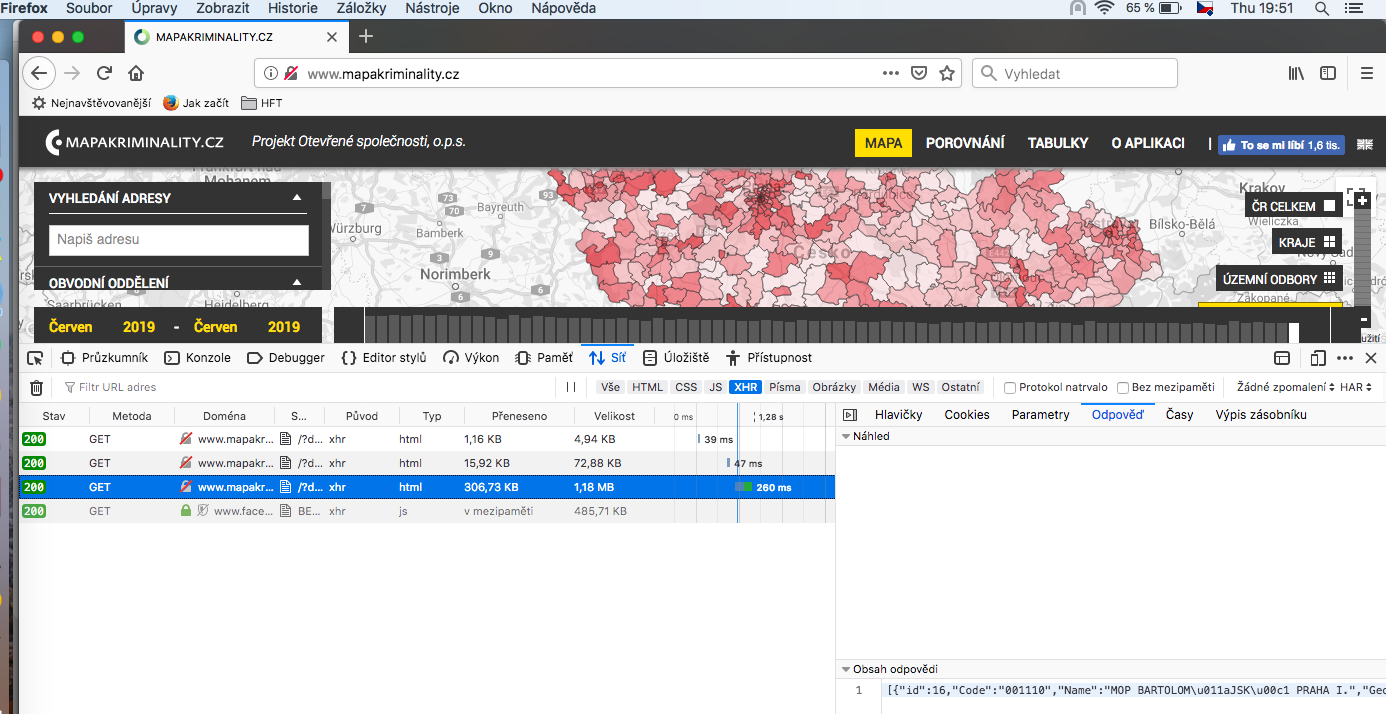 Firefox Soubor Úpravy Zobrazit Historie Záložky Nástroje Okno Nápověda 65 % Thu 19:51
MAPAKRIMINALITY.CZ
www.mapakriminality.cz Vyhledat
Nejnavštěvovanější Jak začít HFT
MAPAKRIMINALITY.CZ Projekt Otevřené společnosti, o.p.s. MAPA POROVNÁNÍ TABULKY O APLIKACI | To se mi líbí 1,6 tis.
Mohanem
VYHLEDÁNÍ ADRESY
Napiš adresu
OBVODNÍ ODDĚLENÍ
Saarbrücken Heidelberg
Červen 2019 - Červen 2019
7 73 70 93 Bayreuth
Würzburg Bamberk
3 9
Norimberk
6 6
Česko
Krakov
ČR CELKEM
Wieliczka
Bílsko-Bělá
KRAJE
ÚZEMNÍ ODBORY
Zákopané
Průzkumník Konzole Debugger Editor stylů Výkon Paměť Síť Úložiště Přístupnost
Filtr URL adres Vše HTML CSS JS XHR Písma Obrázky Média WS Ostatní Protokol natrvalo Bez mezipaměti Žádné zpomalení HAR
Stav Metoda Doména S... Původ Typ Přeneseno Velikost 0 ms 1,28 s
200 GET www.mapakr... /?d... xhr html 1,16 KB 4,94 KB 39 ms
200 GET www.mapakr... /?d... xhr html 15,92 KB 72,88 KB 47 ms
200 GET www.mapakr... /?d... xhr html 306,73 KB 1,18 MB 260 ms
200 GET www.face... BE... xhr js v mezipaměti 485,71 KB
Hlavičky Cookies Parametry Odpověď Časy Výpis zásobníku
Náhled
Obsah odpovědi
1 [{"id":16,"Code":"001110","Name":"MOP BARTOLOM\u011aJSK\u00c1 PRAHA I.","Geo